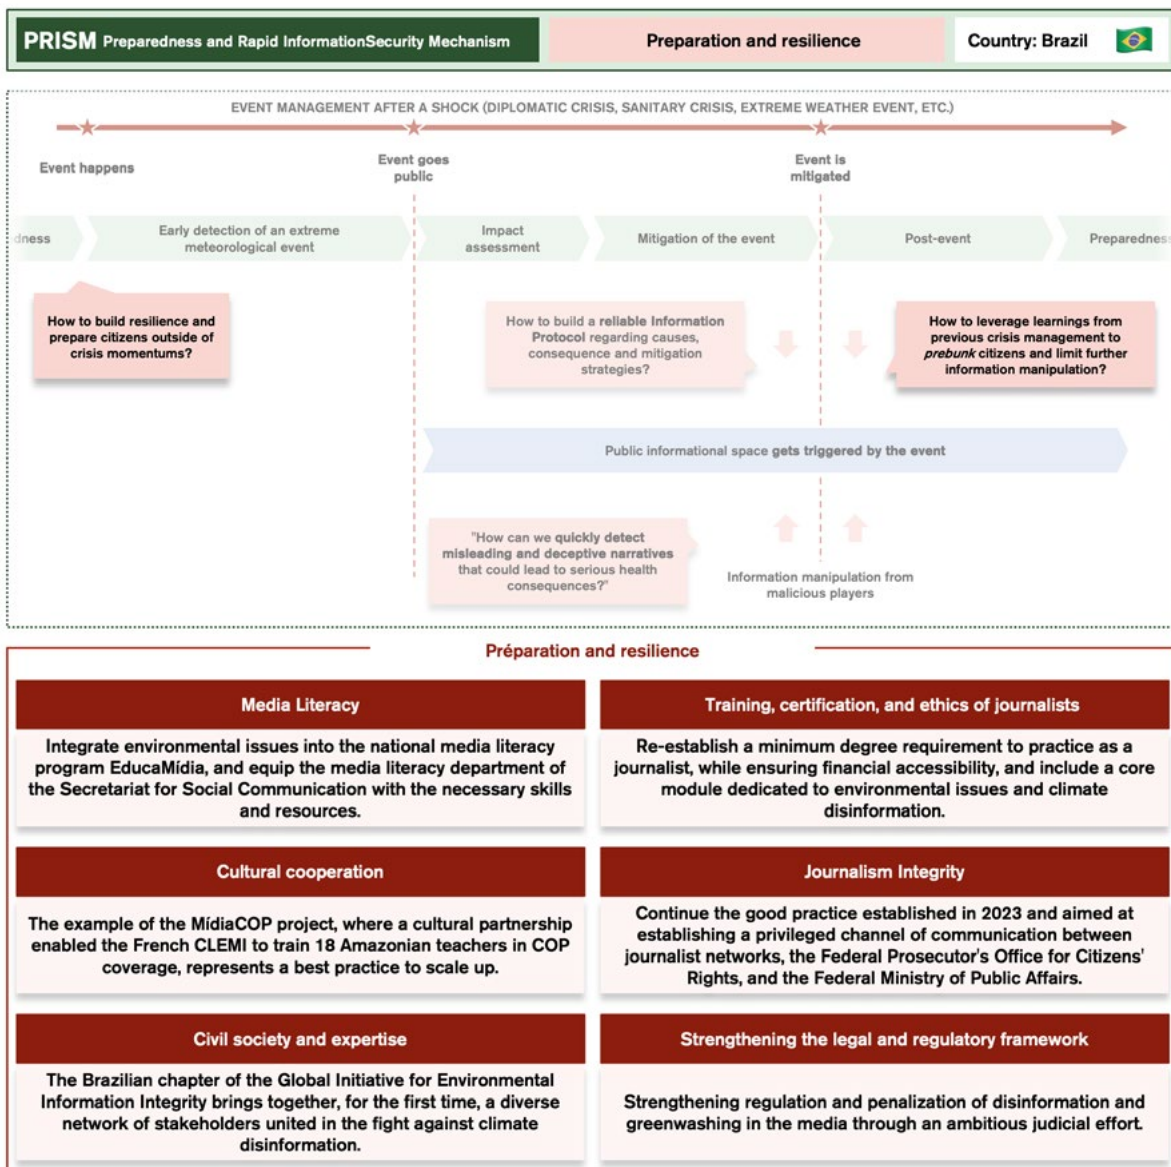 PRISM Preparedness and Rapid InformationSecurity Mechanism
Preparation and resilience
Country: Brazil
EVENT MANAGEMENT AFTER A SHOCK (DIPLOMATIC CRISIS, SANITARY CRISIS, EXTREME WEATHER EVENT, ETC.)
Event happens
Event goes
public
Event is
mitigated
dness
Early detection of an extreme
meteorological event
Impact
assessment
Mitigation of the event
Post-event
Preparedness
How to build resilience and
prepare citizens outside of
crisis momentums?
How to build a reliable Information
Protocol regarding causes,
consequence and mitigation
strategies?
How to leverage learnings from
previous crisis management to
prebunk citizens and limit further
information manipulation?
Public informational space gets triggered by the event
"How can we quickly detect
misleading and deceptive narratives
that could lead to serious health
consequences?"
Information manipulation from
malicious players
Préparation and resilience
Media Literacy
Integrate environmental issues into the national media literacy
program EducaMídia, and equip the media literacy department of
the Secretariat for Social Communication with the necessary skills
and resources.
Training, certification, and ethics of journalists
Re-establish a minimum degree requirement to practice as a
journalist, while ensuring financial accessibility, and include a core
module dedicated to environmental issues and climate
disinformation.
Cultural cooperation
The example of the MídiaCOP project, where a cultural partnership
enabled the French CLEMI to train 18 Amazonian teachers in COP
coverage, represents a best practice to scale up.
Journalism Integrity
Continue the good practice established in 2023 and aimed at
establishing a privileged channel of communication between
journalist networks, the Federal Prosecutor's Office for Citizens'
Rights, and the Federal Ministry of Public Affairs.
Civil society and expertise
The Brazilian chapter of the Global Initiative for Environmental
Information Integrity brings together, for the first time, a diverse
network of stakeholders united in the fight against climate
disinformation.
Strengthening the legal and regulatory framework
Strengthening regulation and penalization of disinformation and
greenwashing in the media through an ambitious judicial effort.